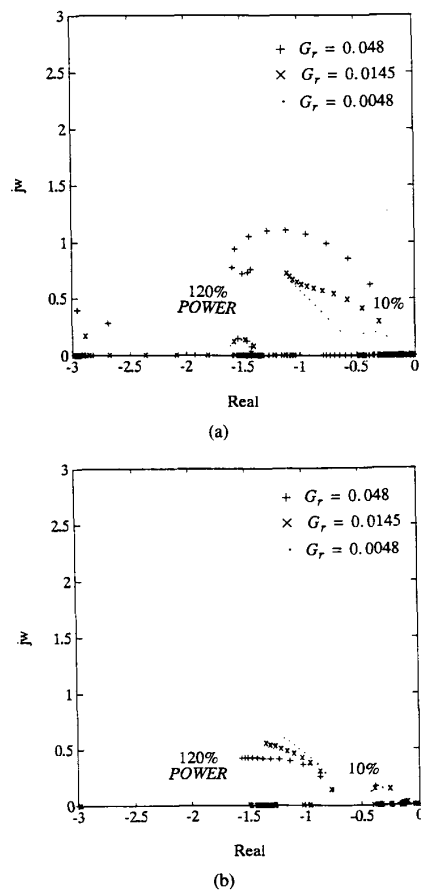 3
2.5
2
1.5
1
0.5
0
jw
+ G_r = 0.048
× G_r = 0.0145
· G_r = 0.0048
120%
POWER
10%
-3 -2.5 -2 -1.5 -1 -0.5 0
Real
(a)
3
2.5
2
1.5
1
0.5
0
jw
+ G_r = 0.048
× G_r = 0.0145
· G_r = 0.0048
120%
POWER
10%
-3 -2.5 -2 -1.5 -1 -0.5 0
Real
(b)